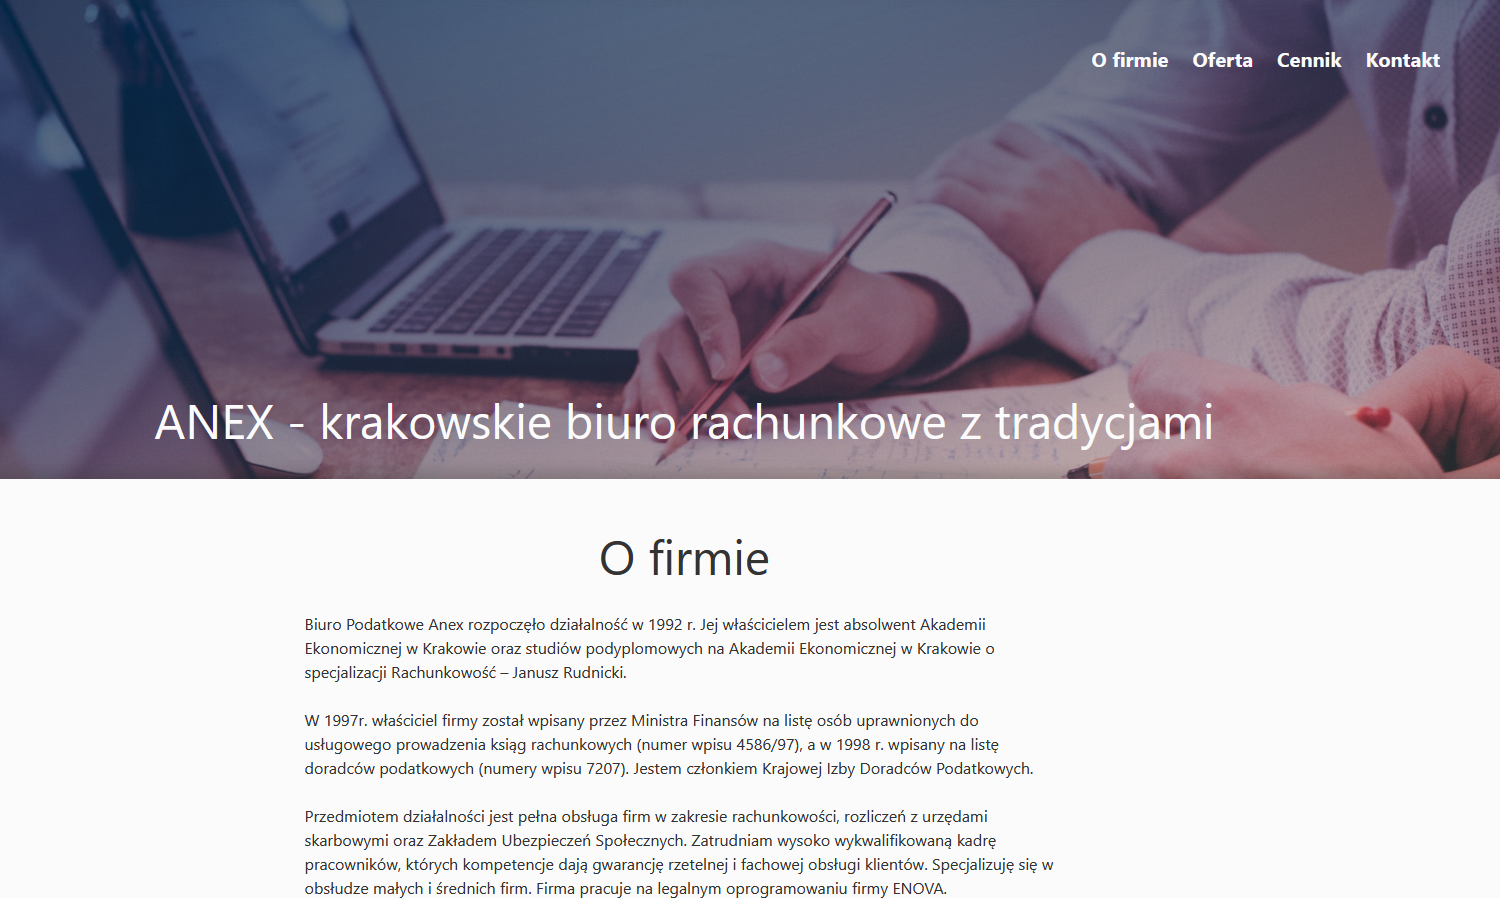 O firmie Oferta Cennik Kontakt
ANEX - krakowskie biuro rachunkowe z tradycjami
O firmie
Biuro Podatkowe Anex rozpoczęło działalność w 1992 r. Jej właścicielem jest absolwent Akademii
Ekonomicznej w Krakowie oraz studiów podyplomowych na Akademii Ekonomicznej w Krakowie o
specjalizacji Rachunkowość – Janusz Rudnicki.
W 1997r. właściciel firmy został wpisany przez Ministra Finansów na listę osób uprawnionych do
usługowego prowadzenia ksiąg rachunkowych (numer wpisu 4586/97), a w 1998 r. wpisany na listę
doradców podatkowych (numery wpisu 7207). Jestem członkiem Krajowej Izby Doradców Podatkowych.
Przedmiotem działalności jest pełna obsługa firm w zakresie rachunkowości, rozliczeń z urzędami
skarbowymi oraz Zakładem Ubezpieczeń Społecznych. Zatrudniam wysoko wykwalifikowaną kadrę
pracowników, których kompetencje dają gwarancję rzetelnej i fachowej obsługi klientów. Specjalizuję się w
obsłudze małych i średnich firm. Firma pracuje na legalnym oprogramowaniu firmy ENOVA.